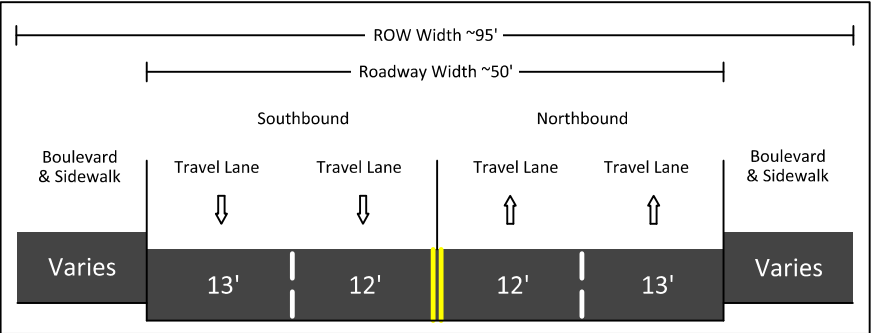 ROW Width ~95'
Roadway Width ~50'
Southbound
Northbound
Boulevard
& Sidewalk
Travel Lane
Travel Lane
Travel Lane
Travel Lane
Boulevard
& Sidewalk
Varies
13'
12'
12'
13'
Varies